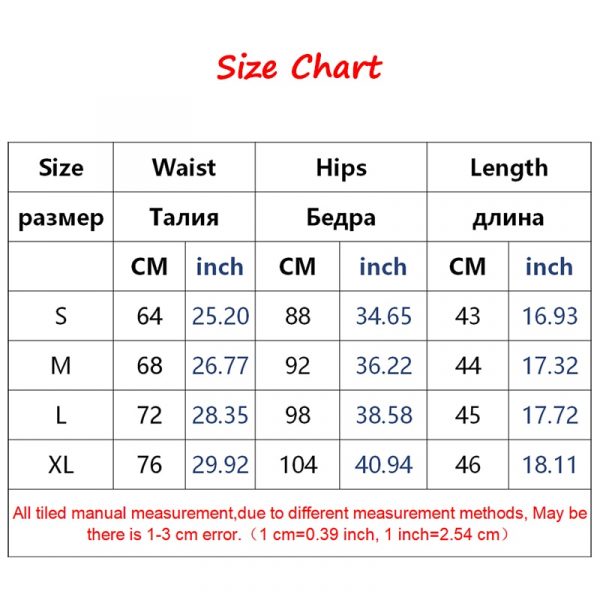 Size Chart
Size Waist Hips Length
размер Талия Бедра длина
CM inch CM inch CM inch
S 64 25.20 88 34.65 43 16.93
M 68 26.77 92 36.22 44 17.32
L 72 28.35 98 38.58 45 17.72
XL 76 29.92 104 40.94 46 18.11
All tiled manual measurement,due to different measurement methods, May be
there is 1-3 cm error.（1 cm=0.39 inch, 1 inch=2.54 cm）